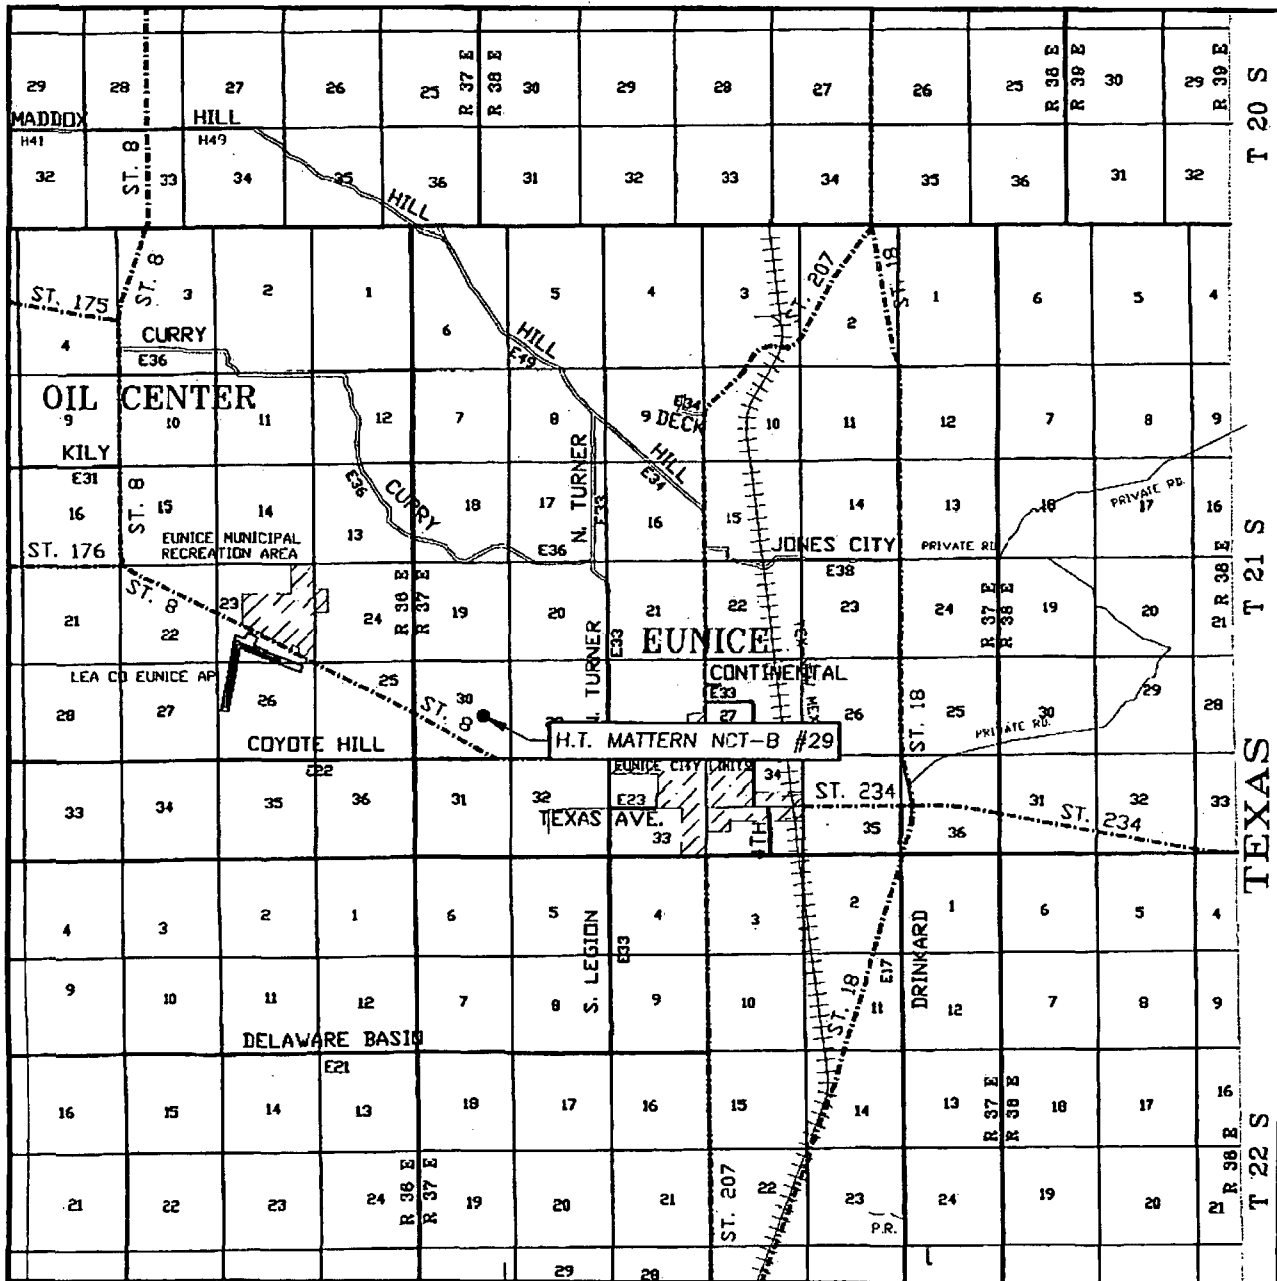 29 28 27 26 25 R 37 E R 38 E 30 29 28 27 26 25 R 38 E R 39 E 30 29 R 39 E
T 20 S
MADDOX HILL
H41 H49
32 ST. 8 33 34 35 36 31 32 33 34 35 36 31 32
HILL
ST. 175 ST. 8 3 2 1 5 4 3 ST. 207 2 ST. 18 1 6 5 4
4 CURRY 6 HILL
E36 E49
OIL CENTER
9 10 11 12 7 8 9 DECK E34 10 11 12 7 8 9
KILY N. TURNER HILL
E31 E36 CURRY E34 PRIVATE RD.
16 ST. 8 15 14 13 18 17 E33 16 15 14 13 18 17 16
ST. 176 EUNICE MUNICIPAL
RECREATION AREA
E36 JONES CITY PRIVATE RD.
E38
T 21 S
ST. 8 23 R 36 E R 37 E R 37 E R 38 E R 38 E
21 22 24 19 20 21 22 23 24 19 20 21
N. TURNER E33 EUNICE
CONTINENTAL
LEA CO EUNICE AP E33
28 27 26 25 30 ST. 8 27 26 ST. 18 25 30 29 28
PRIVATE RD.
H.T. MATTERN NCT-B #29
COYOTE HILL
E22
EUNICE CITY LIMITS
TEXAS
33 34 35 36 31 32 E23 34 ST. 234 31 32 33
TEXAS AVE. 33 4TH 35 36 ST. 234
4 3 2 1 6 5 4 3 2 1 6 5 4
S. LEGION E33 E17 DRINKARD
9 10 11 12 7 8 9 10 11 12 7 8 9
ST. 18
DELAWARE BASIN
E21
16 15 14 13 18 17 16 15 14 13 R 37 E R 38 E 18 17 16
T 22 S
21 22 23 24 R 36 E R 37 E 19 20 21 ST. 207 22 23 24 19 20 21 R 38 E
P.R.
29 28